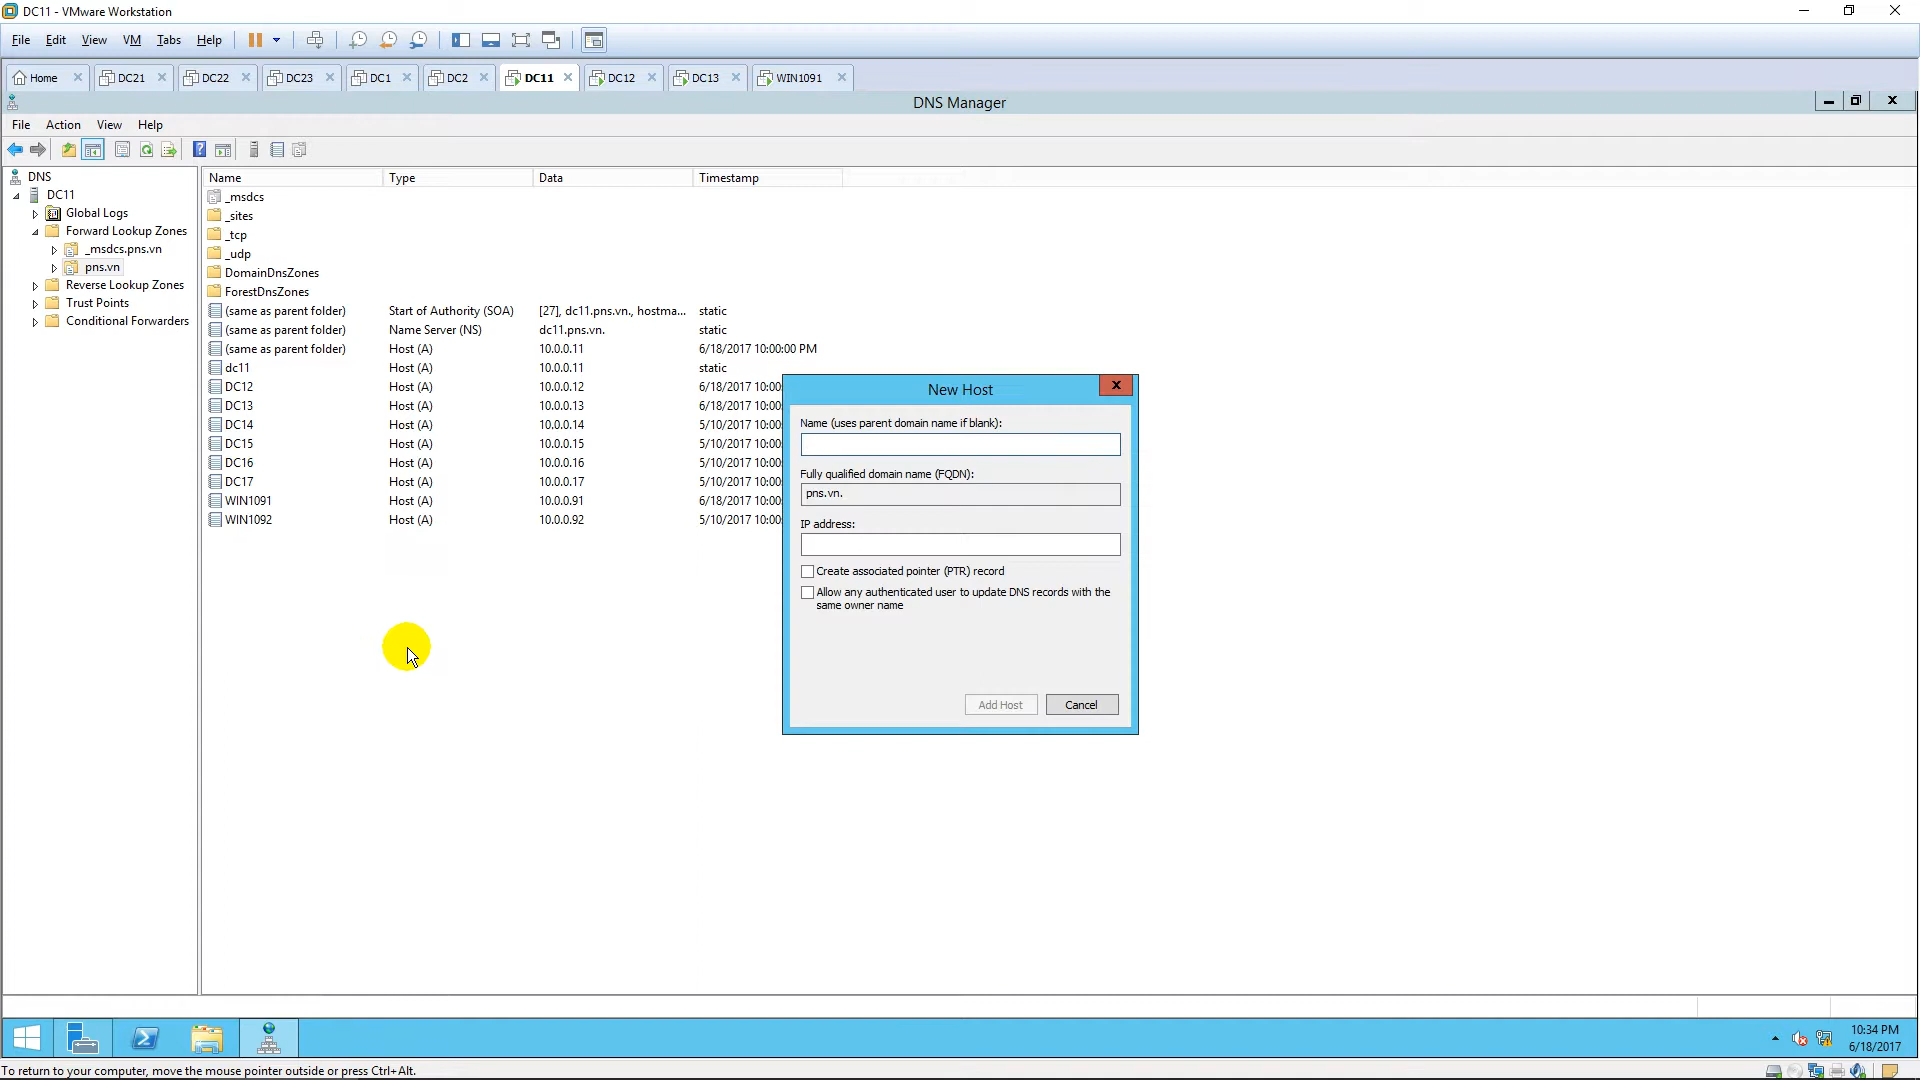 DC11 - VMware Workstation
File Edit View VM Tabs Help
Home DC21 DC22 DC23 DC1 DC2 DC11 DC12 DC13 WIN1091
DNS Manager
File Action View Help
DNS
DC11
Global Logs
Forward Lookup Zones
_msdcs.pns.vn
pns.vn
Reverse Lookup Zones
Trust Points
Conditional Forwarders
Name Type Data Timestamp
_msdcs
_sites
_tcp
_udp
DomainDnsZones
ForestDnsZones
(same as parent folder) Start of Authority (SOA) [27], dc11.pns.vn., hostma... static
(same as parent folder) Name Server (NS) dc11.pns.vn. static
(same as parent folder) Host (A) 10.0.0.11 6/18/2017 10:00:00 PM
dc11 Host (A) 10.0.0.11 static
DC12 Host (A) 10.0.0.12 6/18/2017 10:00:
DC13 Host (A) 10.0.0.13 6/18/2017 10:00:
DC14 Host (A) 10.0.0.14 5/10/2017 10:00:
DC15 Host (A) 10.0.0.15 5/10/2017 10:00:
DC16 Host (A) 10.0.0.16 5/10/2017 10:00:
DC17 Host (A) 10.0.0.17 5/10/2017 10:00:
WIN1091 Host (A) 10.0.0.91 6/18/2017 10:00:
WIN1092 Host (A) 10.0.0.92 5/10/2017 10:00:
New Host
Name (uses parent domain name if blank):
Fully qualified domain name (FQDN):
pns.vn.
IP address:
Create associated pointer (PTR) record
Allow any authenticated user to update DNS records with the
same owner name
Add Host Cancel
10:34 PM
6/18/2017
To return to your computer, move the mouse pointer outside or press Ctrl+Alt.